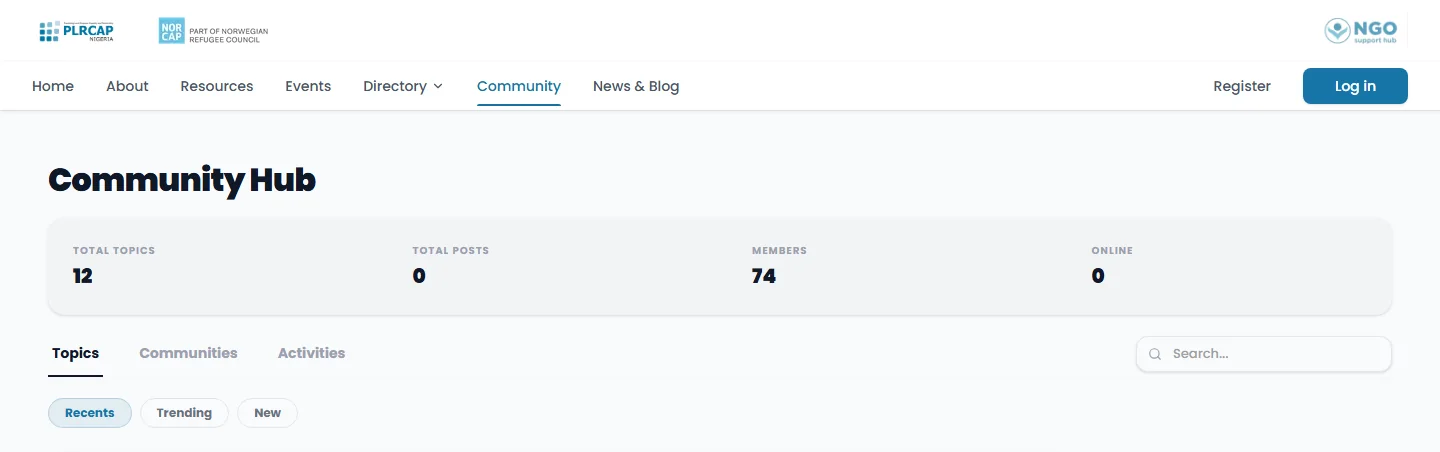 PLRCAP
NIGERIA
NOR
CAP
PART OF NORWEGIAN
REFUGEE COUNCIL
NGO
support hub
Home About Resources Events Directory Community News & Blog Register Log in
Community Hub
TOTAL TOPICS TOTAL POSTS MEMBERS ONLINE
12 0 74 0
Topics Communities Activities Search...
Recents Trending New